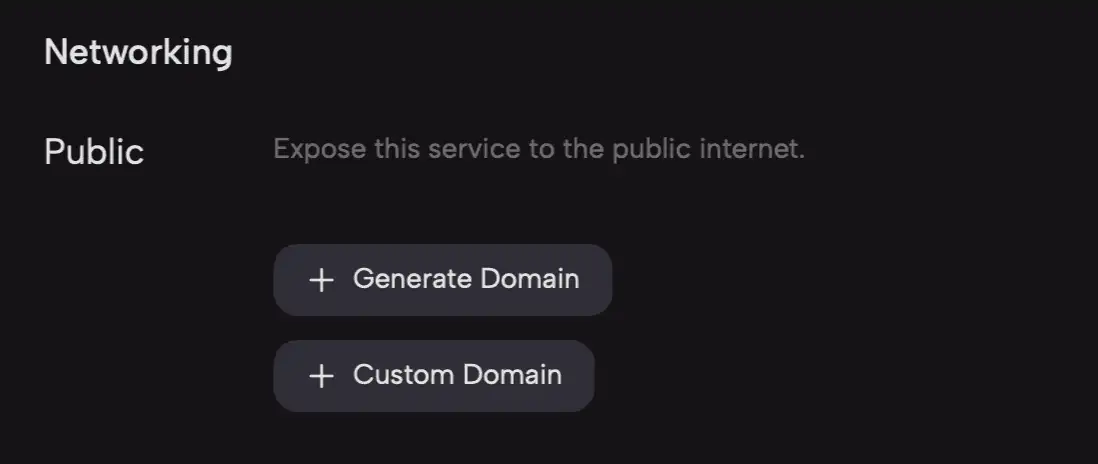 Networking
Public
Expose this service to the public internet.
Generate Domain
Custom Domain